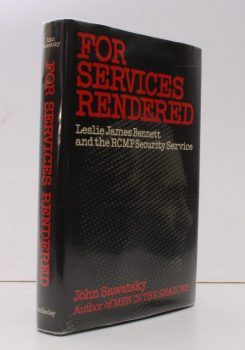 FOR
SERVICES
RENDERED
Leslie James Bennett
and the RCMP Security Service
John Sawatsky
Author of MEN IN THE SHADOWS
John
Sawatsky
FOR SERVICES RENDERED
Doubleday